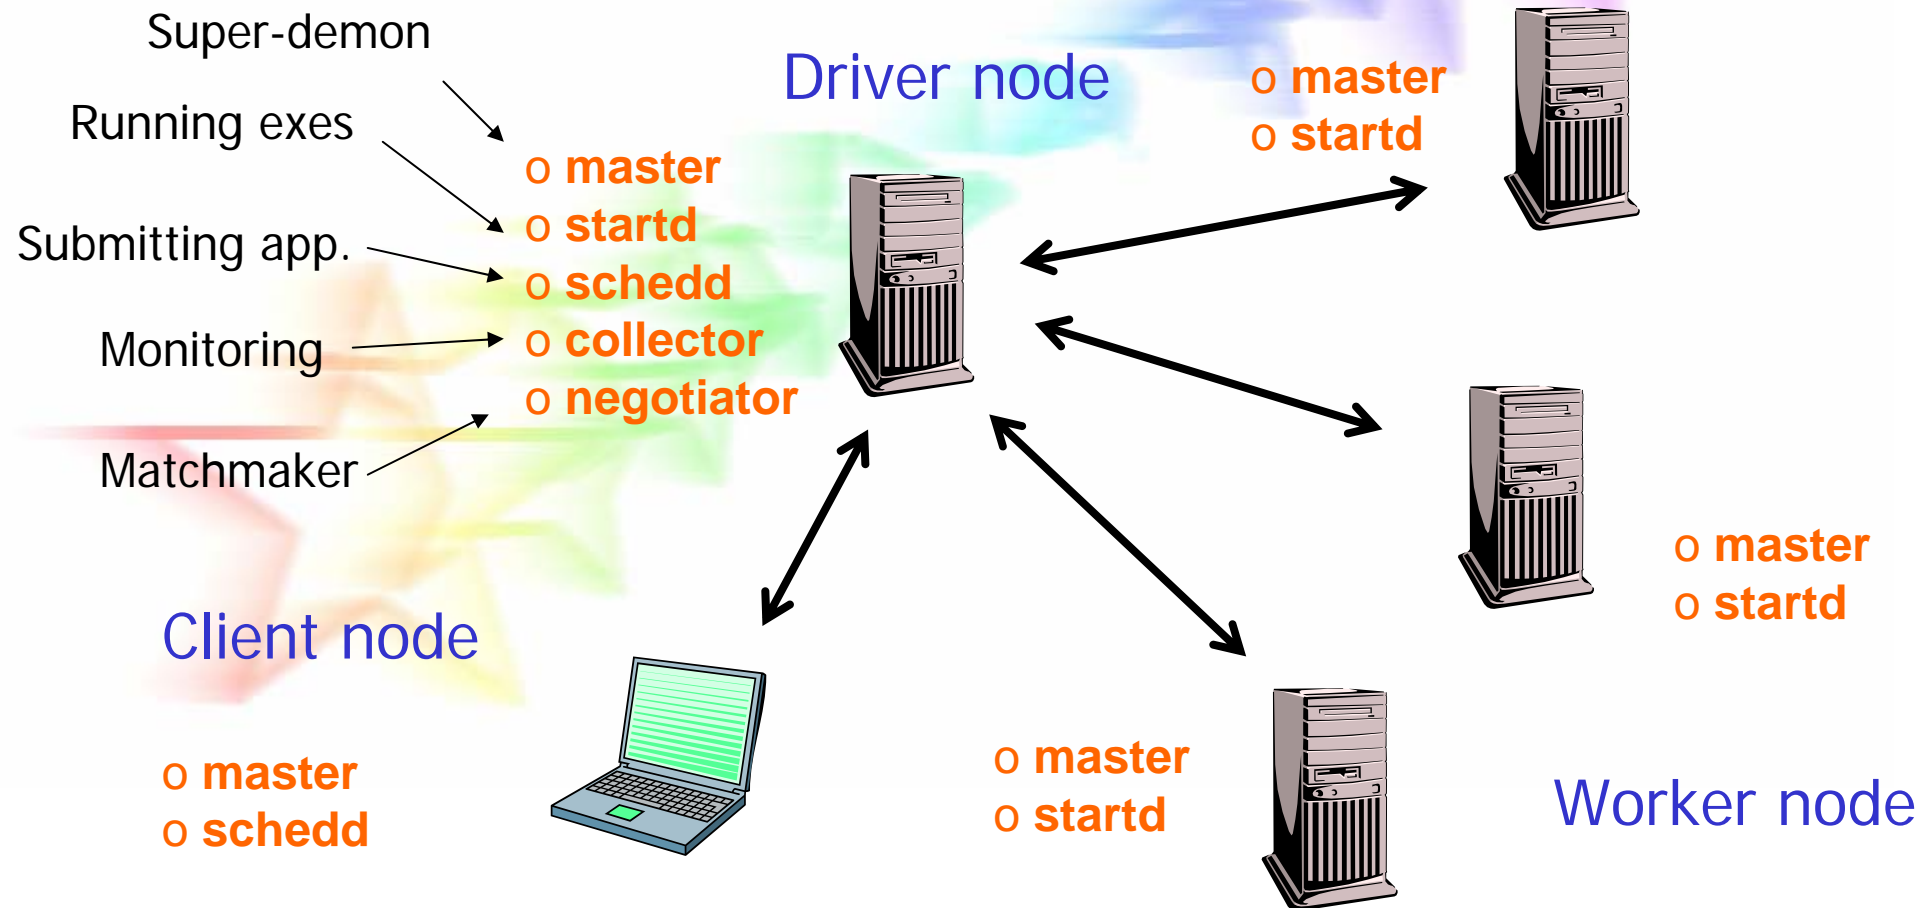 Super-demon
Running exes
Submitting app.
Monitoring
Matchmaker
Driver node
o master
o startd
o schedd
o collector
o negotiator
o master
o startd
o master
o startd
Client node
o master
o schedd
o master
o startd
Worker node